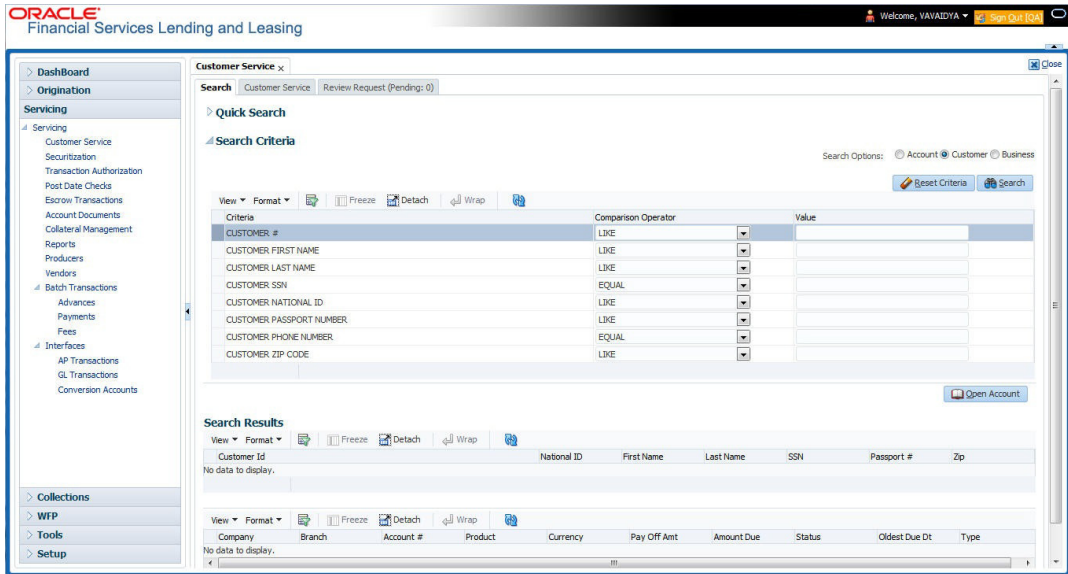 ORACLE
Financial Services Lending and Leasing
Welcome, VAVAIDYA
Sign Out [QA]
Close
DashBoard
Origination
Servicing
Servicing
Customer Service
Securitization
Transaction Authorization
Post Date Checks
Escrow Transactions
Account Documents
Collateral Management
Reports
Producers
Vendors
Batch Transactions
Advances
Payments
Fees
Interfaces
AP Transactions
GL Transactions
Conversion Accounts
Collections
WFP
Tools
Setup
Customer Service x
Search Customer Service Review Request (Pending: 0)
Quick Search
Search Criteria
Search Options: Account Customer Business
Reset Criteria Search
View Format Freeze Detach Wrap
Criteria Comparison Operator Value
CUSTOMER # LIKE
CUSTOMER FIRST NAME LIKE
CUSTOMER LAST NAME LIKE
CUSTOMER SSN EQUAL
CUSTOMER NATIONAL ID LIKE
CUSTOMER PASSPORT NUMBER LIKE
CUSTOMER PHONE NUMBER EQUAL
CUSTOMER ZIP CODE LIKE
Open Account
Search Results
View Format Freeze Detach Wrap
Customer Id National ID First Name Last Name SSN Passport # Zip
No data to display.
View Format Freeze Detach Wrap
Company Branch Account # Product Currency Pay Off Amt Amount Due Status Oldest Due Dt Type
No data to display.